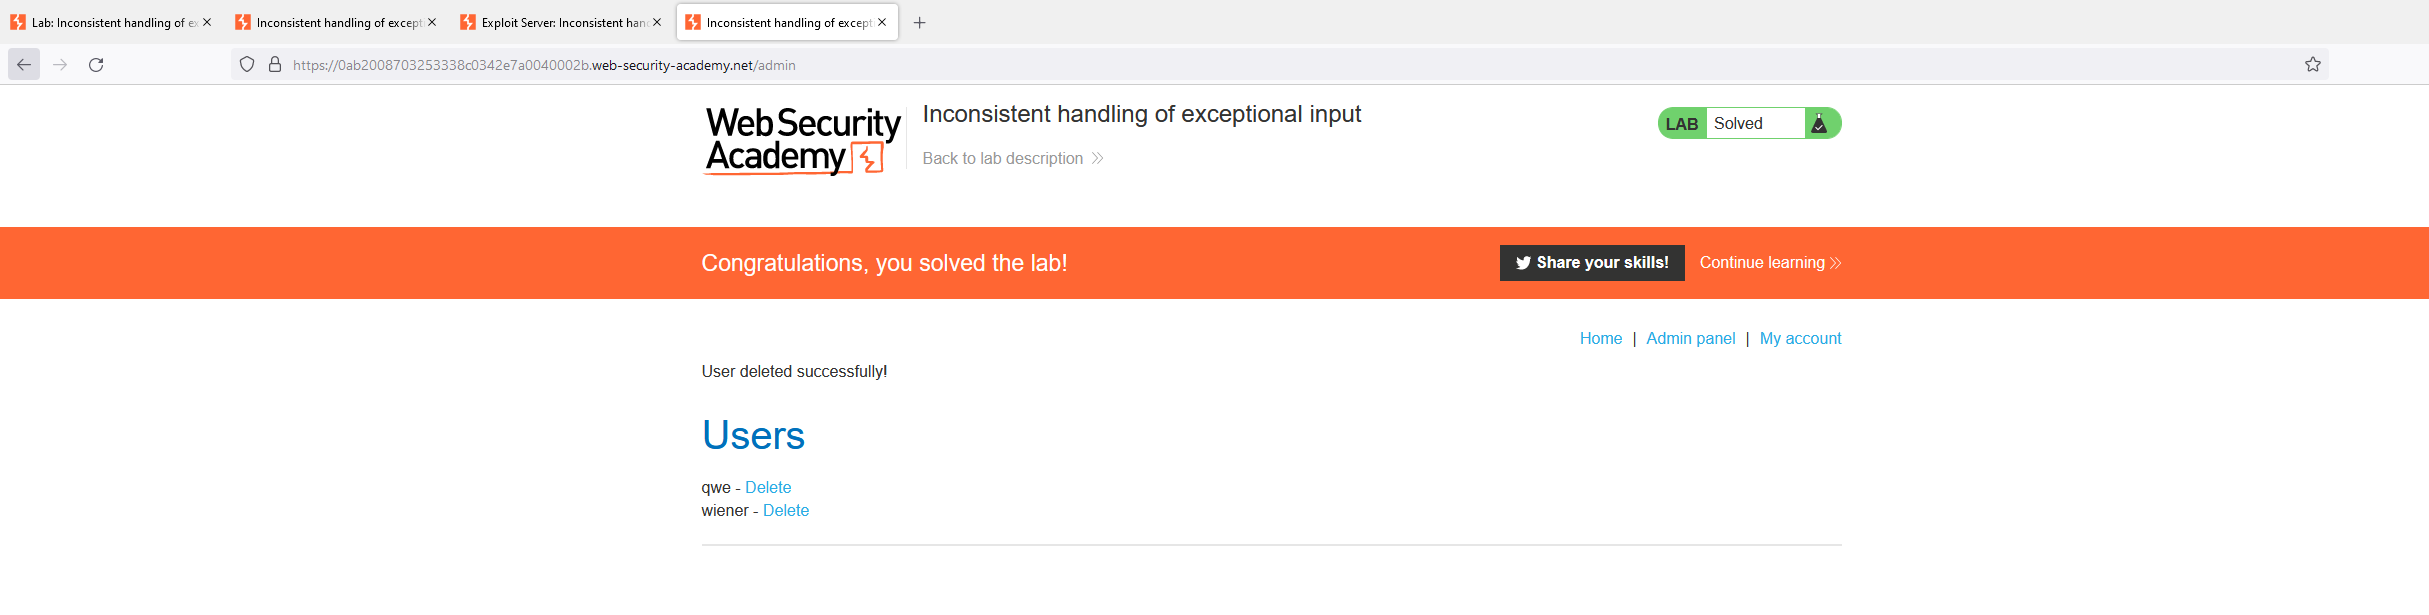 Lab: Inconsistent handling of ex
Inconsistent handling of except
Exploit Server: Inconsistent han
Inconsistent handling of except
https://0ab2008703253338c0342e7a0040002b.web-security-academy.net/admin
Web Security
Academy
Inconsistent handling of exceptional input
Back to lab description
LAB Solved
Congratulations, you solved the lab!
Share your skills!
Continue learning
Home | Admin panel | My account
User deleted successfully!
Users
qwe - Delete
wiener - Delete